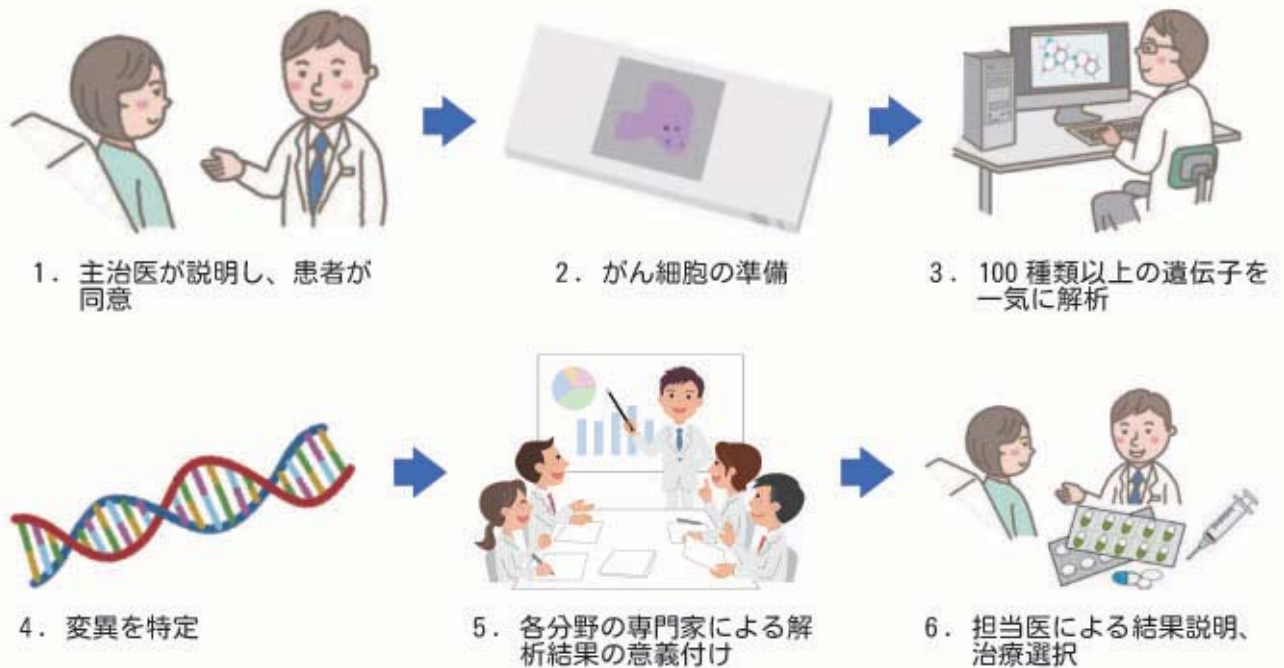 1. 主治医が説明し、患者が
同意
2. がん細胞の準備
3. 100 種類以上の遺伝子を
一気に解析
4. 変異を特定
5. 各分野の専門家による解
析結果の意義付け
6. 担当医による結果説明、
治療選択